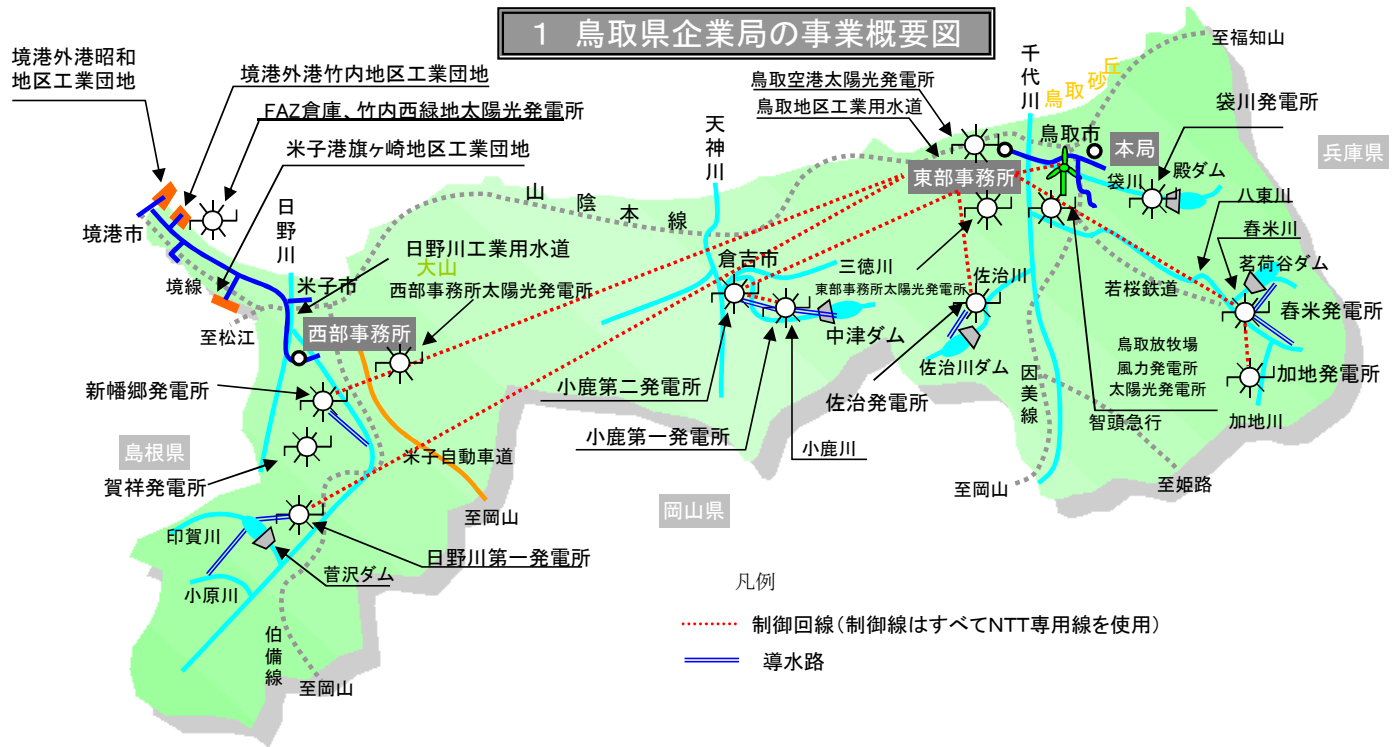 1 鳥取県企業局の事業概要図
境港外港昭和
地区工業団地
境港外港竹内地区工業団地
FAZ倉庫、竹内西緑地太陽光発電所
米子港旗ヶ崎地区工業団地
鳥取空港太陽光発電所
鳥取地区工業用水道
千代川
鳥取砂丘
至福知山
袋川発電所
兵庫県
鳥取市
本局
東部事務所
袋川
殿ダム
八東川
舂米川
茗荷谷ダム
若桜鉄道
舂米発電所
天神川
山陰本線
日野川
境港市
境線
米子市
日野川工業用水道
大山
西部事務所太陽光発電所
至松江
西部事務所
倉吉市
三徳川
東部事務所太陽光発電所
佐治川
中津ダム
佐治川ダム
因美線
鳥取放牧場
風力発電所
太陽光発電所
加地発電所
加地川
智頭急行
新幡郷発電所
小鹿第二発電所
佐治発電所
小鹿第一発電所
小鹿川
島根県
賀祥発電所
米子自動車道
至岡山
岡山県
至岡山
至姫路
印賀川
日野川第一発電所
菅沢ダム
小原川
伯備線
至岡山
凡例
制御回線(制御線はすべてNTT専用線を使用)
導水路